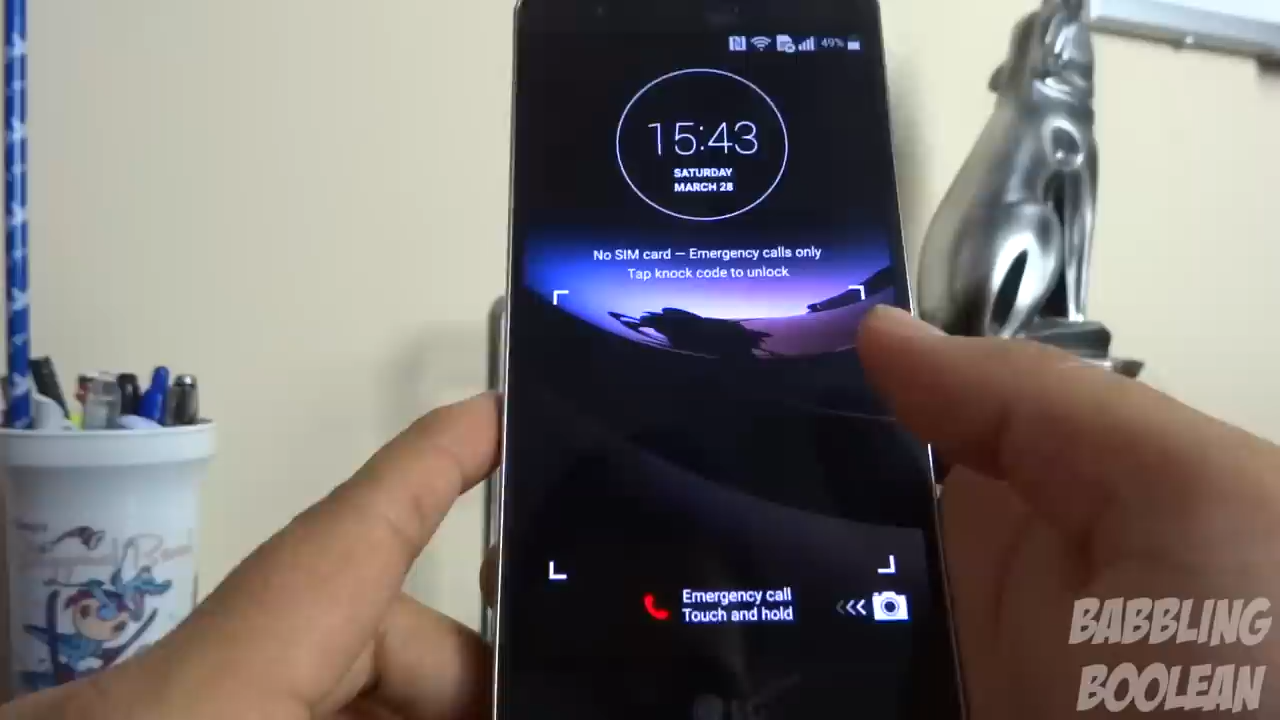 49%
15:43
SATURDAY
MARCH 28
No SIM card — Emergency calls only
Tap knock code to unlock
Emergency call
Touch and hold
BABBLING
BOOLEAN